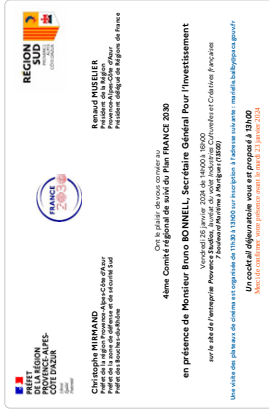 PRÉFET
DE LA RÉGION
PROVENCE-ALPES-
CÔTE D'AZUR
Liberté
Égalité
Fraternité
FRANCE
2030
RÉGION
SUD
PROVENCE
ALPES
CÔTE D'AZUR
Christophe MIRMAND
Préfet de la région Provence-Alpes-Côte d'Azur
Préfet de la zone de défense et de sécurité Sud
Préfet des Bouches-du-Rhône
Renaud MUSELIER
Président de la Région
Provence-Alpes-Côte d'Azur
Président délégué de Régions de France
Ont le plaisir de vous convier au
4ème Comité régional de suivi du Plan FRANCE 2030
en présence de Monsieur Bruno BONNELL, Secrétaire Général Pour l'Investissement
Vendredi 26 janvier 2024 de 14h00 à 16h00
sur le site de l'entreprise Provence Studios, lauréat du volet Industries Culturelles et Créatives françaises
7 boulevard Maritime à Martigues (13500)
Une visite des plateaux de cinéma est organisée de 11h30 à 13h00 sur inscription à l'adresse suivante :
Un cocktail déjeunatoire vous est proposé à 13h00
Merci de confirmer votre présence avant le mardi 23 janvier 2024